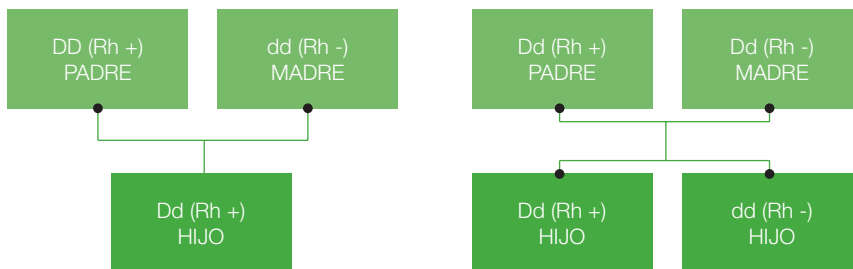 DD (Rh +)
PADRE
dd (Rh -)
MADRE
Dd (Rh +)
HIJO
Dd (Rh +)
PADRE
Dd (Rh -)
MADRE
Dd (Rh +)
HIJO
dd (Rh -)
HIJO